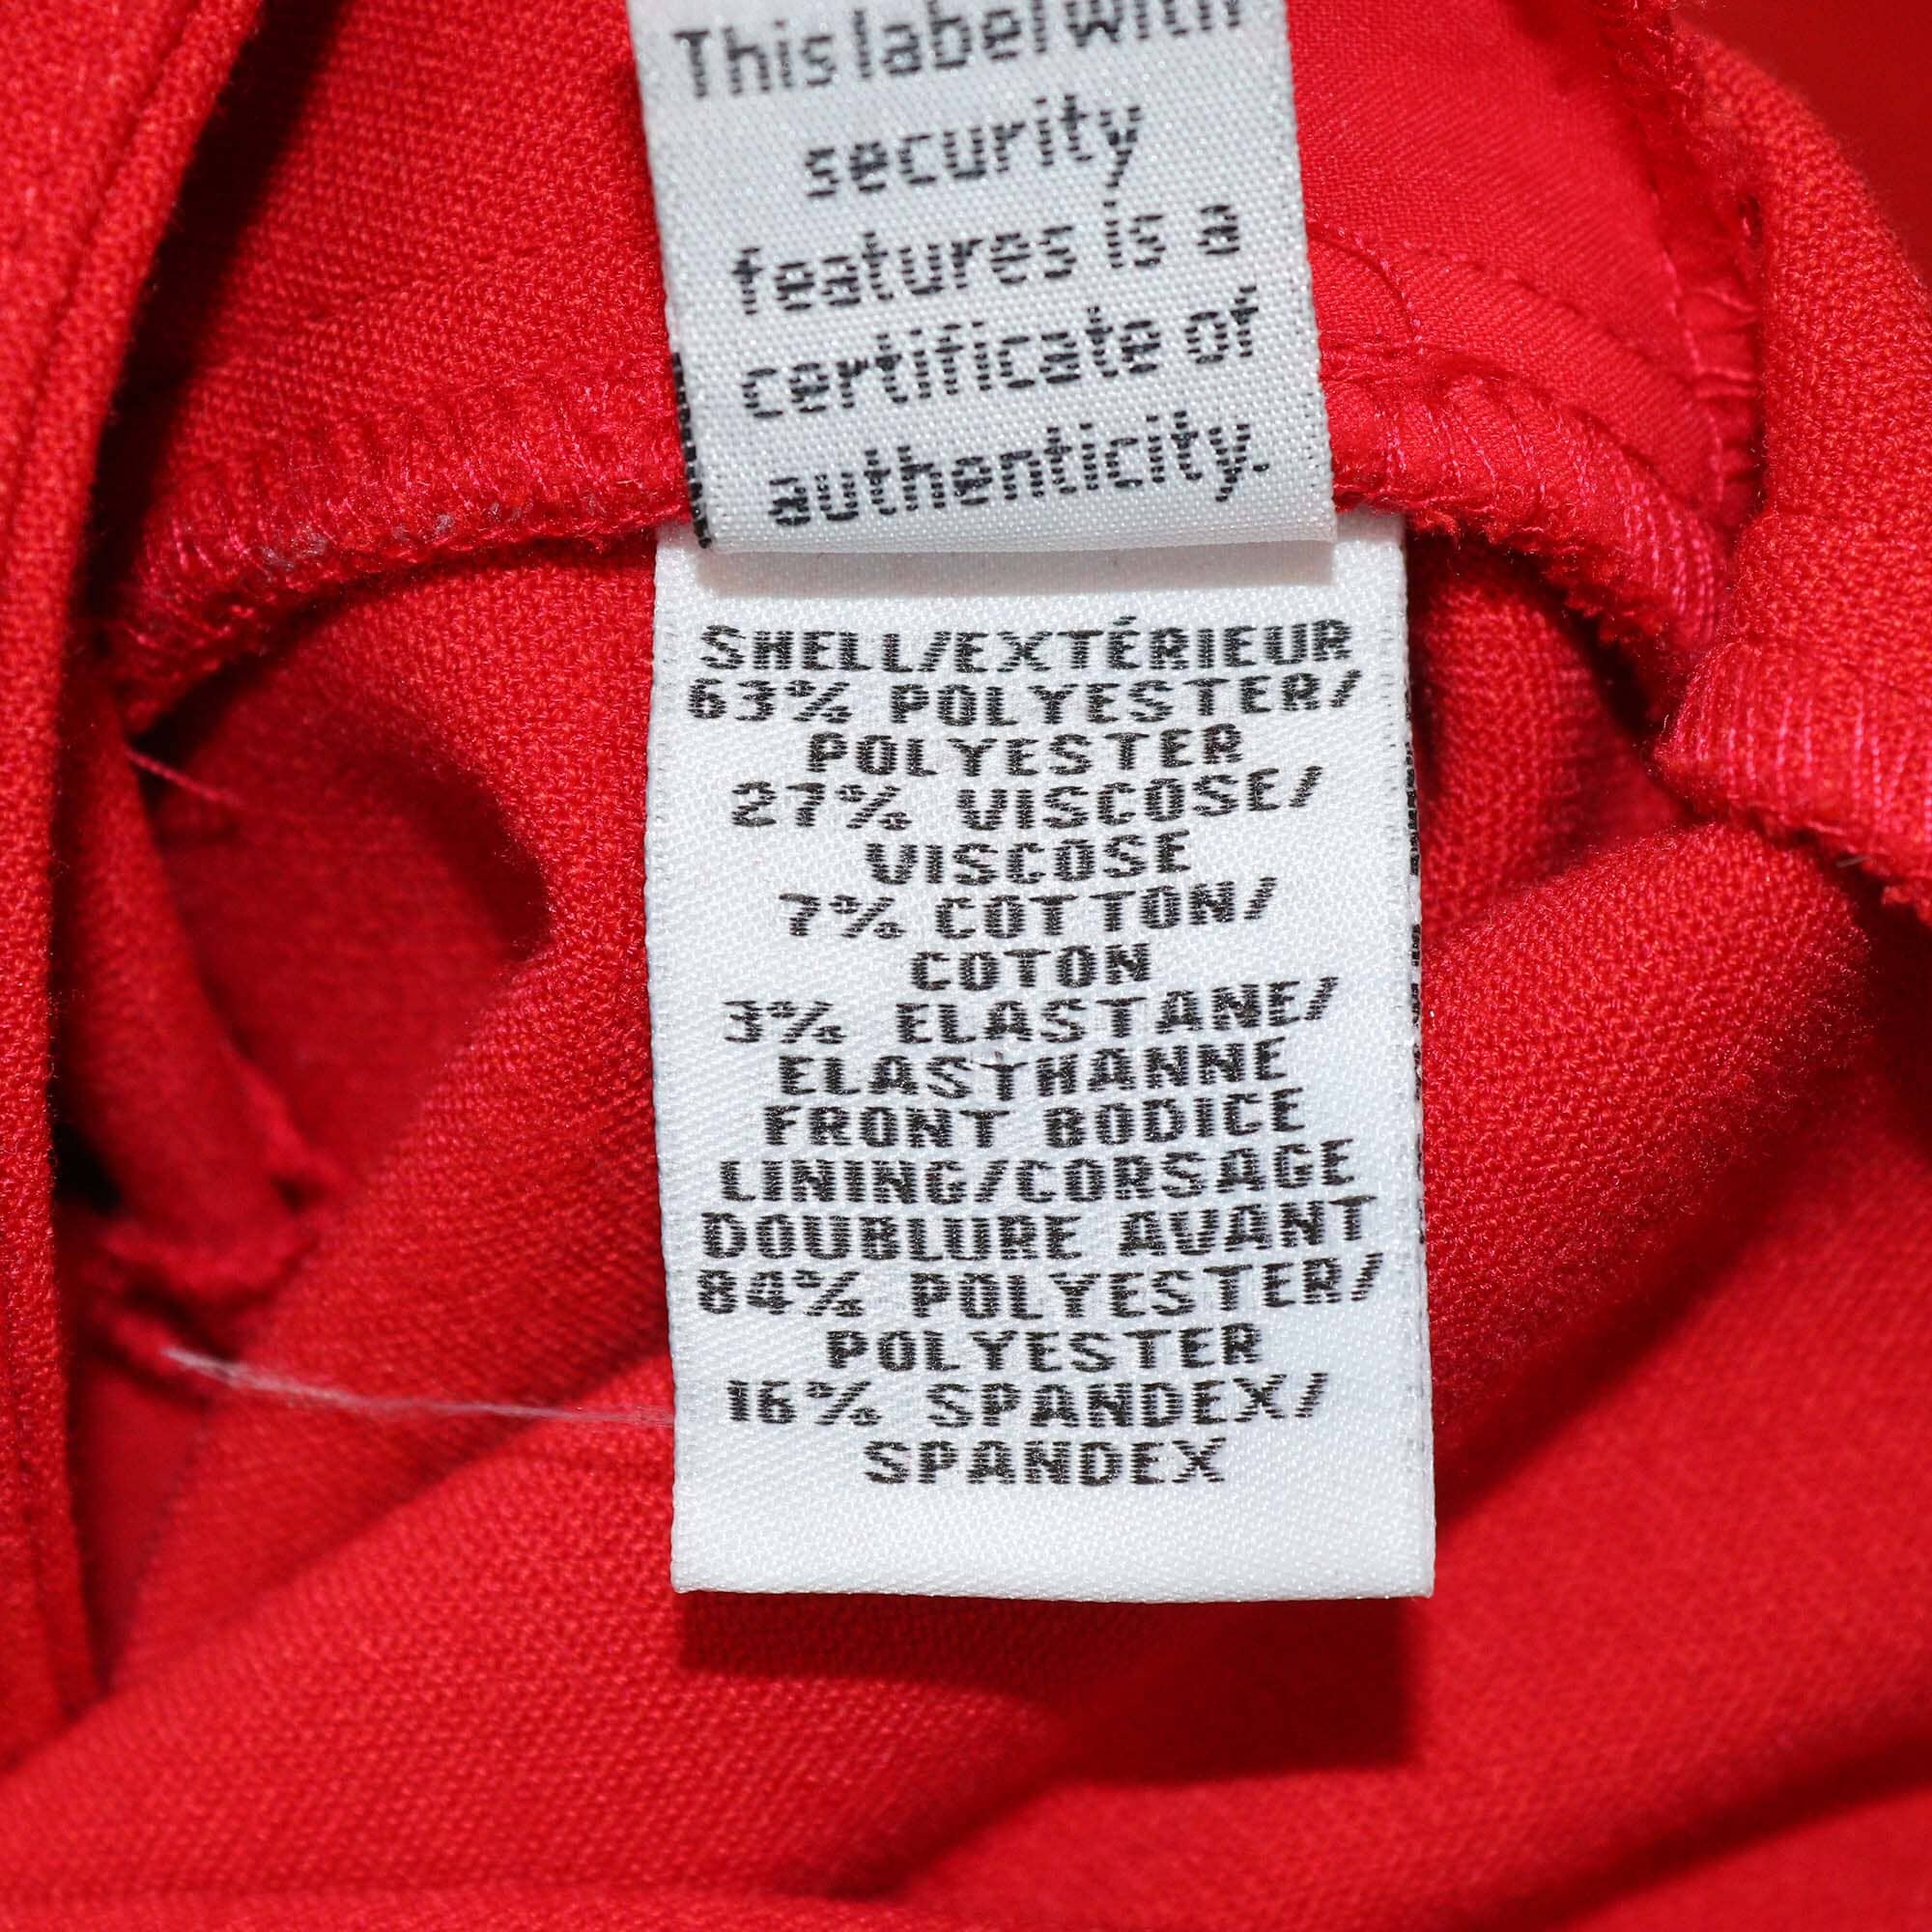 This label with
security
features is a
certificate of
authenticity.
SHELL/EXTÉRIEUR
63% POLYESTER/
POLYESTER
27% VISCOSE/
VISCOSE
7% COTTON/
COTON
3% ELASTANE/
ELASTHANNE
FRONT BODICE
LINING/CORSAGE
DOUBLURE AVANT
84% POLYESTER/
POLYESTER
16% SPANDEX/
SPANDEX